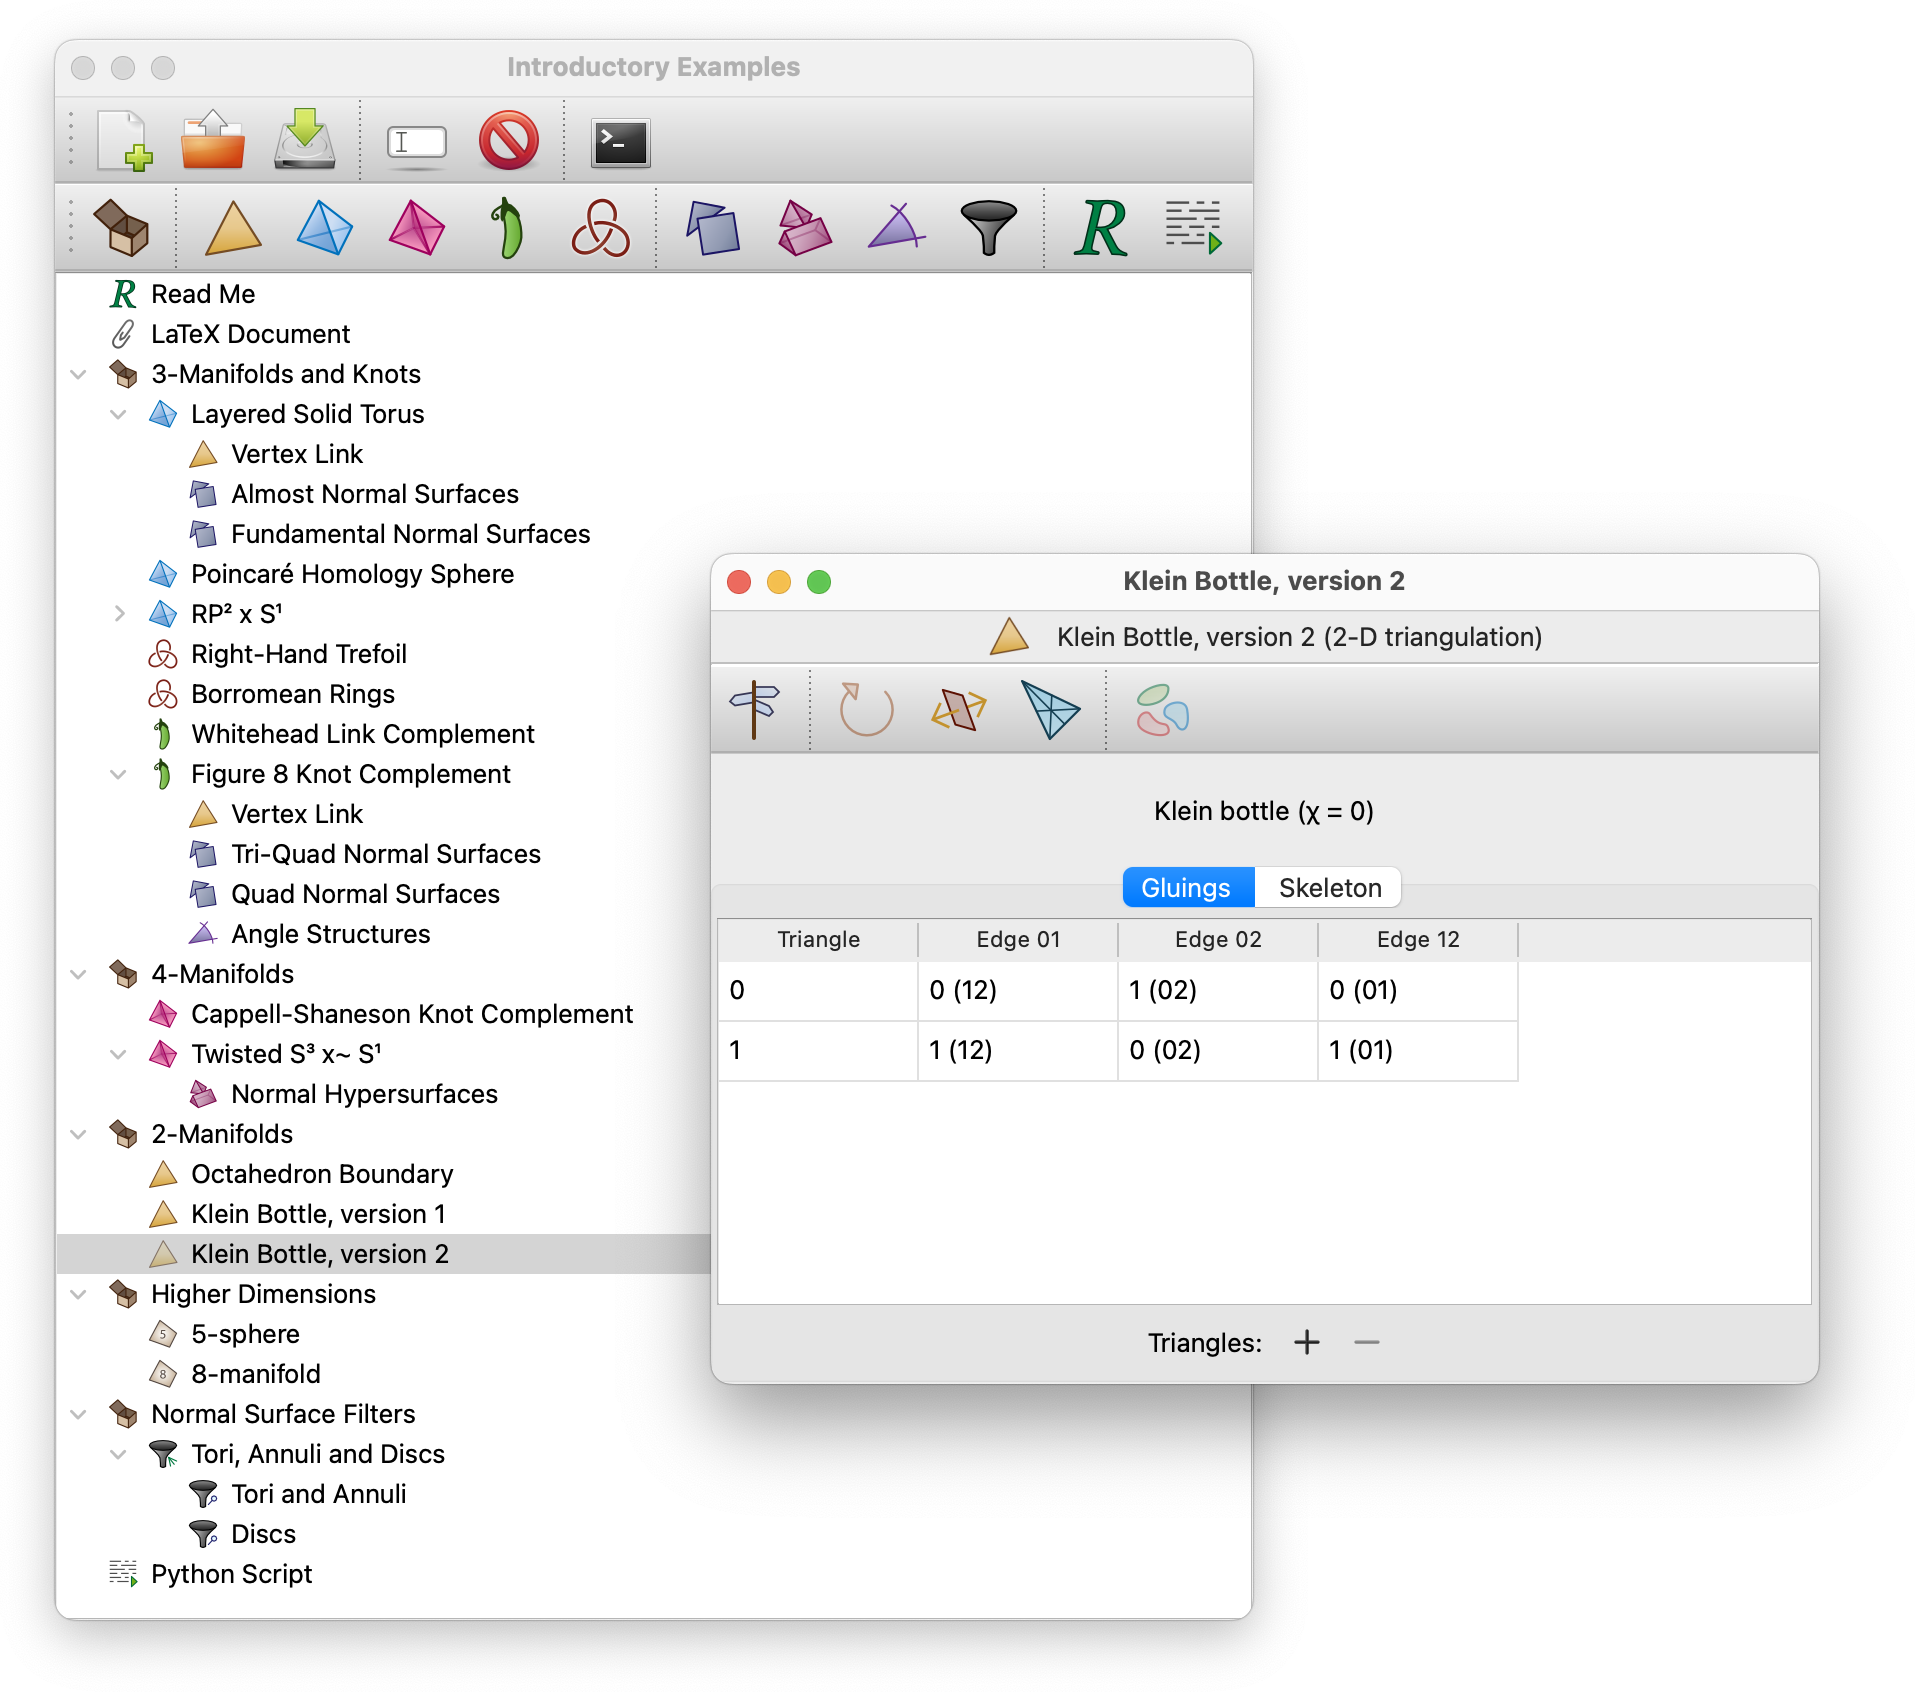 Introductory Examples
Read Me
LaTeX Document
3-Manifolds and Knots
Layered Solid Torus
Vertex Link
Almost Normal Surfaces
Fundamental Normal Surfaces
Poincaré Homology Sphere
RP² x S¹
Right-Hand Trefoil
Borromean Rings
Whitehead Link Complement
Figure 8 Knot Complement
Vertex Link
Tri-Quad Normal Surfaces
Quad Normal Surfaces
Angle Structures
4-Manifolds
Cappell-Shaneson Knot Complement
Twisted S³ x~ S¹
Normal Hypersurfaces
2-Manifolds
Octahedron Boundary
Klein Bottle, version 1
Klein Bottle, version 2
Higher Dimensions
5 5-sphere
8 8-manifold
Normal Surface Filters
Tori, Annuli and Discs
Tori and Annuli
Discs
Python Script
Klein Bottle, version 2
Klein Bottle, version 2 (2-D triangulation)
Klein bottle (χ = 0)
Gluings Skeleton
Triangle Edge 01 Edge 02 Edge 12
0 0 (12) 1 (02) 0 (01)
1 1 (12) 0 (02) 1 (01)
Triangles: + −